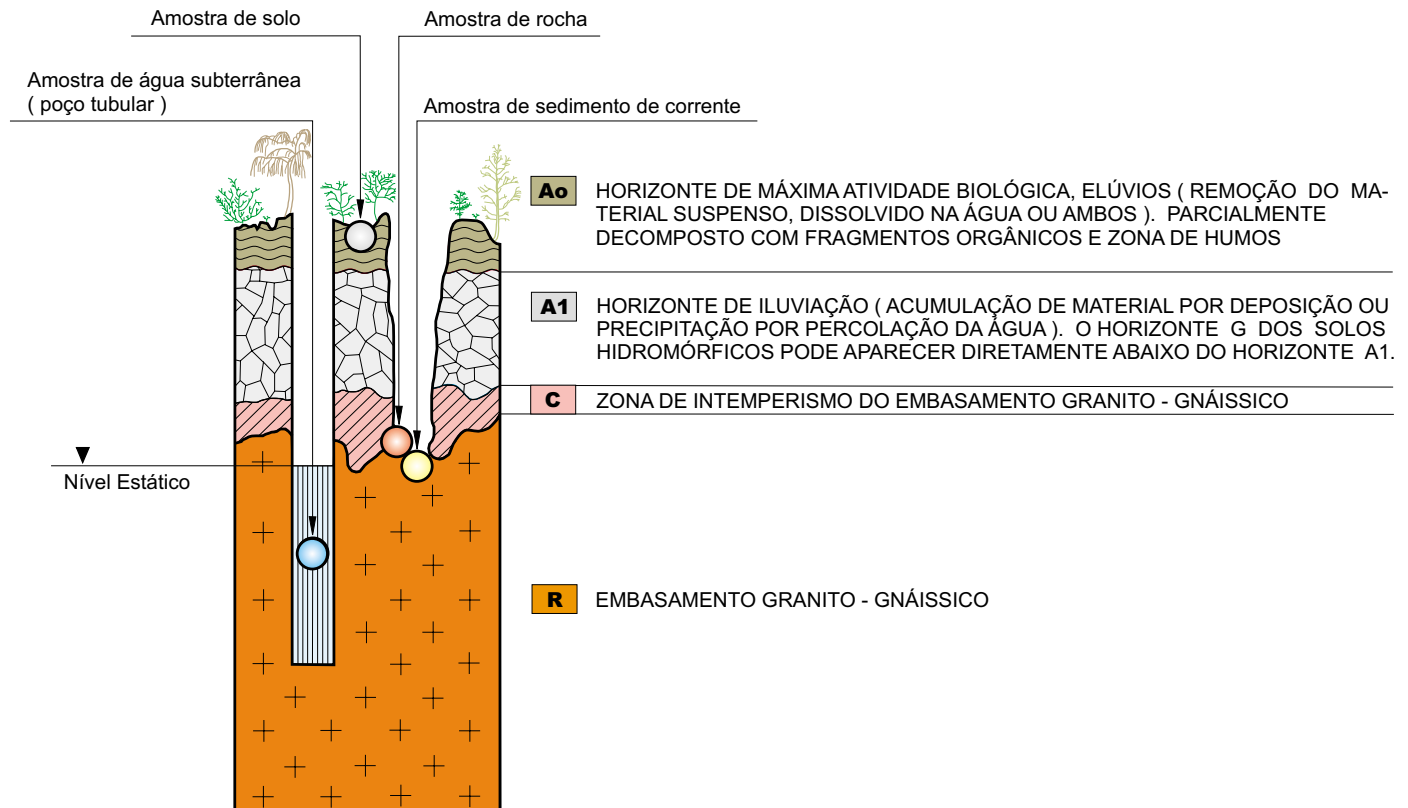 Amostra de solo
Amostra de rocha
Amostra de água subterrânea
( poço tubular )
Amostra de sedimento de corrente
Ao
HORIZONTE DE MÁXIMA ATIVIDADE BIOLÓGICA, ELÚVIOS ( REMOÇÃO DO MA-
TERIAL SUSPENSO, DISSOLVIDO NA ÁGUA OU AMBOS ). PARCIALMENTE
DECOMPOSTO COM FRAGMENTOS ORGÂNICOS E ZONA DE HUMOS
A1
HORIZONTE DE ILUVIAÇÃO ( ACUMULAÇÃO DE MATERIAL POR DEPOSIÇÃO OU
PRECIPITAÇÃO POR PERCOLAÇÃO DA ÁGUA ). O HORIZONTE G DOS SOLOS
HIDROMÓRFICOS PODE APARECER DIRETAMENTE ABAIXO DO HORIZONTE A1.
C
ZONA DE INTEMPERISMO DO EMBASAMENTO GRANITO - GNÁISSICO
Nível Estático
R
EMBASAMENTO GRANITO - GNÁISSICO